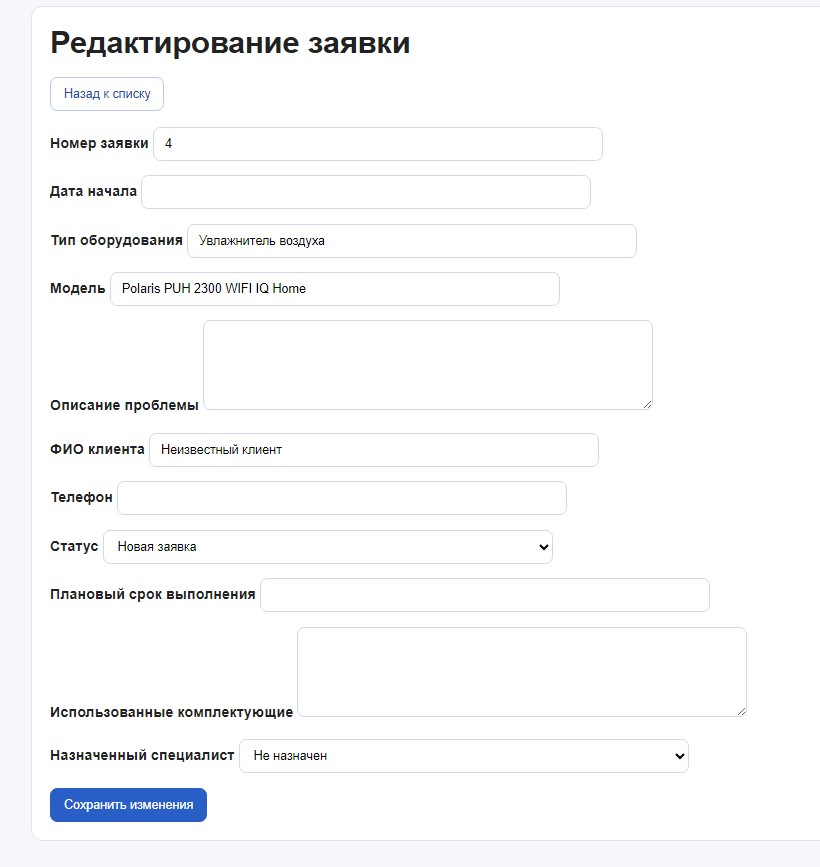 Редактирование заявки
Назад к списку
Номер заявки 4
Дата начала
Тип оборудования Увлажнитель воздуха
Модель Polaris PUH 2300 WIFI IQ Home
Описание проблемы
ФИО клиента Неизвестный клиент
Телефон
Статус Новая заявка
Плановый срок выполнения
Использованные комплектующие
Назначенный специалист Не назначен
Сохранить изменения